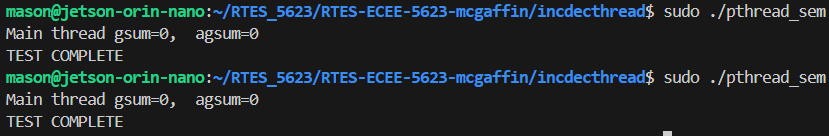 mason@jetson-orin-nano:~/RTES_5623/RTES-ECEE-5623-mcgaffin/incdecthread$ sudo ./pthread_sem
Main thread gsum=0,  agsum=0
TEST COMPLETE
mason@jetson-orin-nano:~/RTES_5623/RTES-ECEE-5623-mcgaffin/incdecthread$ sudo ./pthread_sem
Main thread gsum=0,  agsum=0
TEST COMPLETE